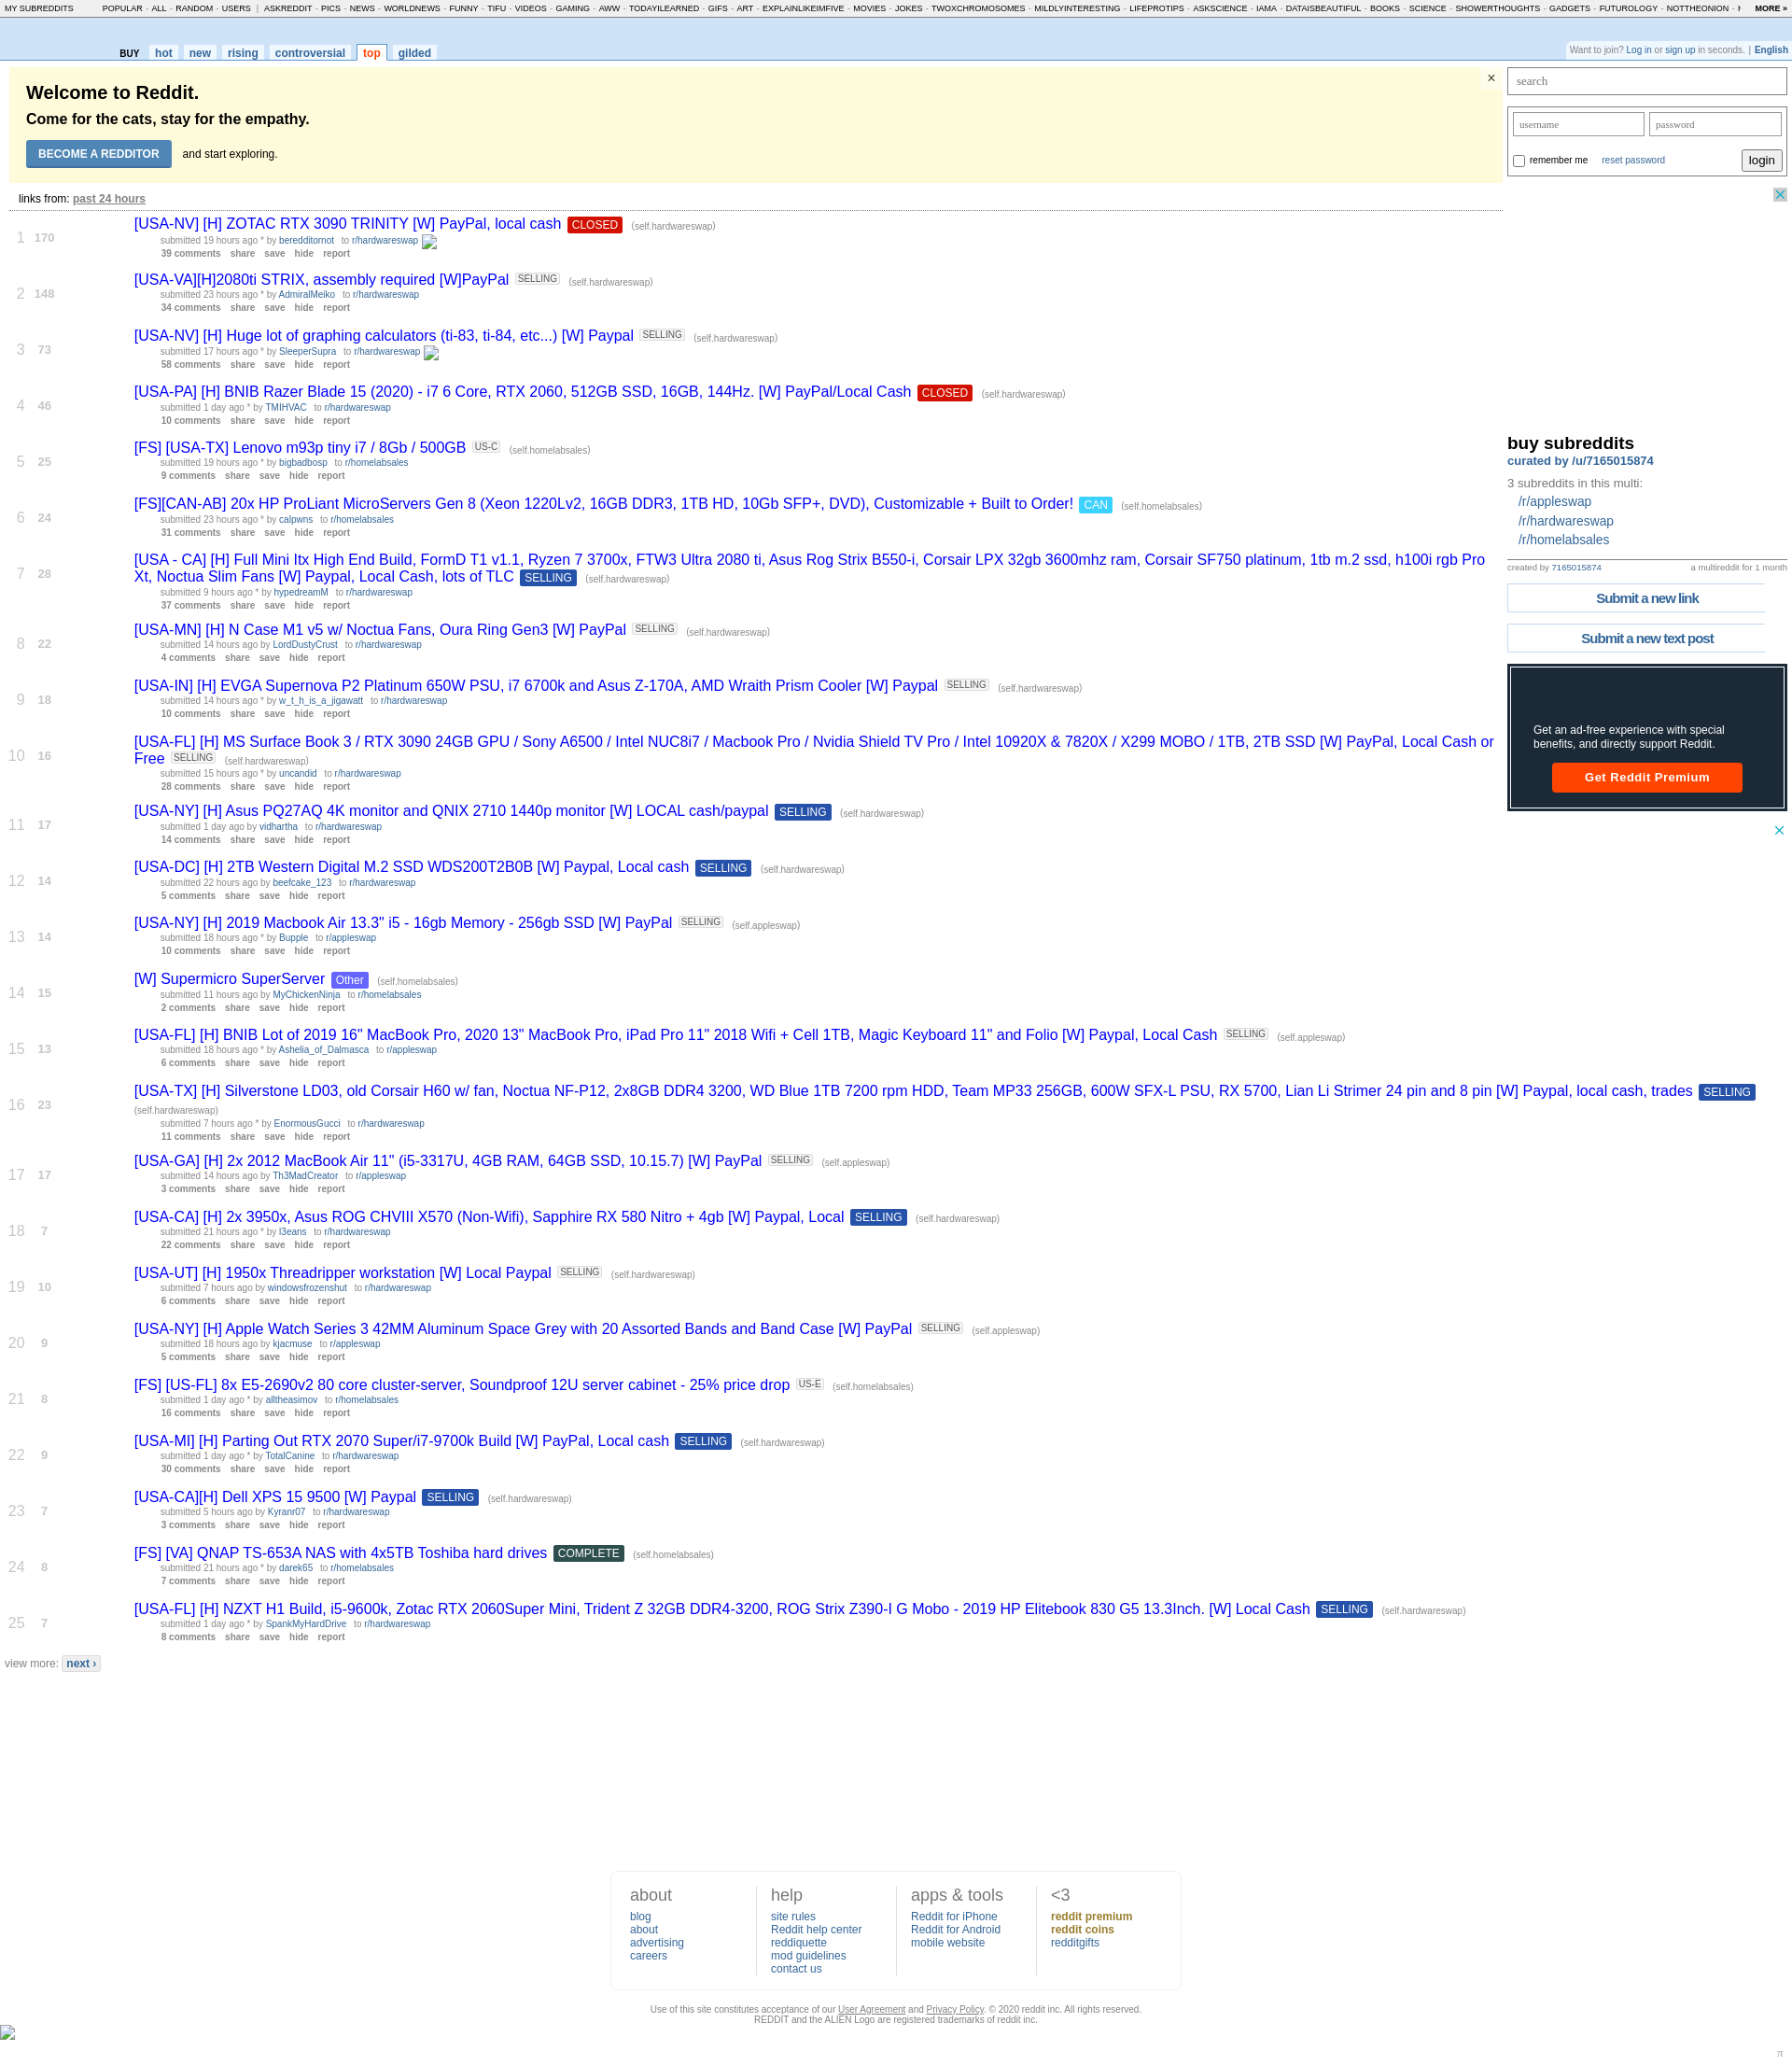 MY SUBREDDITS POPULAR - ALL - RANDOM - USERS | ASKREDDIT - PICS - NEWS - WORLDNEWS - FUNNY - TIFU - VIDEOS - GAMING - AWW - TODAYILEARNED - GIFS - ART - EXPLAINLIKEIMFIVE - MOVIES - JOKES - TWOXCHROMOSOMES - MILDLYINTERESTING - LIFEPROTIPS - ASKSCIENCE - IAMA - DATAISBEAUTIFUL - BOOKS - SCIENCE - SHOWERTHOUGHTS - GADGETS - FUTUROLOGY - NOTTHEONION - MORE »
BUY hot new rising controversial top gilded
Want to join? Log in or sign up in seconds. | English
Welcome to Reddit.
Come for the cats, stay for the empathy.
BECOME A REDDITOR and start exploring.
×
search
username password
remember me reset password login
links from: past 24 hours
1 170 [USA-NV] [H] ZOTAC RTX 3090 TRINITY [W] PayPal, local cash CLOSED (self.hardwareswap)
submitted 19 hours ago * by beredditornot to r/hardwareswap
39 comments share save hide report
2 148 [USA-VA][H]2080ti STRIX, assembly required [W]PayPal SELLING (self.hardwareswap)
submitted 23 hours ago * by AdmiralMeiko to r/hardwareswap
34 comments share save hide report
3 73 [USA-NV] [H] Huge lot of graphing calculators (ti-83, ti-84, etc...) [W] Paypal SELLING (self.hardwareswap)
submitted 17 hours ago * by SleeperSupra to r/hardwareswap
58 comments share save hide report
4 46 [USA-PA] [H] BNIB Razer Blade 15 (2020) - i7 6 Core, RTX 2060, 512GB SSD, 16GB, 144Hz. [W] PayPal/Local Cash CLOSED (self.hardwareswap)
submitted 1 day ago * by TMIHVAC to r/hardwareswap
10 comments share save hide report
5 25 [FS] [USA-TX] Lenovo m93p tiny i7 / 8Gb / 500GB US-C (self.homelabsales)
submitted 19 hours ago * by bigbadbosp to r/homelabsales
9 comments share save hide report
6 24 [FS][CAN-AB] 20x HP ProLiant MicroServers Gen 8 (Xeon 1220Lv2, 16GB DDR3, 1TB HD, 10Gb SFP+, DVD), Customizable + Built to Order! CAN (self.homelabsales)
submitted 23 hours ago * by calpwns to r/homelabsales
31 comments share save hide report
7 28 [USA - CA] [H] Full Mini Itx High End Build, FormD T1 v1.1, Ryzen 7 3700x, FTW3 Ultra 2080 ti, Asus Rog Strix B550-i, Corsair LPX 32gb 3600mhz ram, Corsair SF750 platinum, 1tb m.2 ssd, h100i rgb Pro
Xt, Noctua Slim Fans [W] Paypal, Local Cash, lots of TLC SELLING (self.hardwareswap)
submitted 9 hours ago * by hypedreamM to r/hardwareswap
37 comments share save hide report
8 22 [USA-MN] [H] N Case M1 v5 w/ Noctua Fans, Oura Ring Gen3 [W] PayPal SELLING (self.hardwareswap)
submitted 14 hours ago by LordDustyCrust to r/hardwareswap
4 comments share save hide report
9 18 [USA-IN] [H] EVGA Supernova P2 Platinum 650W PSU, i7 6700k and Asus Z-170A, AMD Wraith Prism Cooler [W] Paypal SELLING (self.hardwareswap)
submitted 14 hours ago * by w_t_h_is_a_jigawatt to r/hardwareswap
10 comments share save hide report
10 16 [USA-FL] [H] MS Surface Book 3 / RTX 3090 24GB GPU / Sony A6500 / Intel NUC8i7 / Macbook Pro / Nvidia Shield TV Pro / Intel 10920X & 7820X / X299 MOBO / 1TB, 2TB SSD [W] PayPal, Local Cash or
Free SELLING (self.hardwareswap)
submitted 15 hours ago * by uncandid to r/hardwareswap
28 comments share save hide report
11 17 [USA-NY] [H] Asus PQ27AQ 4K monitor and QNIX 2710 1440p monitor [W] LOCAL cash/paypal SELLING (self.hardwareswap)
submitted 1 day ago by vidhartha to r/hardwareswap
14 comments share save hide report
12 14 [USA-DC] [H] 2TB Western Digital M.2 SSD WDS200T2B0B [W] Paypal, Local cash SELLING (self.hardwareswap)
submitted 22 hours ago by beefcake_123 to r/hardwareswap
5 comments share save hide report
13 14 [USA-NY] [H] 2019 Macbook Air 13.3" i5 - 16gb Memory - 256gb SSD [W] PayPal SELLING (self.appleswap)
submitted 18 hours ago * by Bupple to r/appleswap
10 comments share save hide report
14 15 [W] Supermicro SuperServer Other (self.homelabsales)
submitted 11 hours ago by MyChickenNinja to r/homelabsales
2 comments share save hide report
15 13 [USA-FL] [H] BNIB Lot of 2019 16" MacBook Pro, 2020 13" MacBook Pro, iPad Pro 11" 2018 Wifi + Cell 1TB, Magic Keyboard 11" and Folio [W] Paypal, Local Cash SELLING (self.appleswap)
submitted 18 hours ago * by Ashelia_of_Dalmasca to r/appleswap
6 comments share save hide report
16 23 [USA-TX] [H] Silverstone LD03, old Corsair H60 w/ fan, Noctua NF-P12, 2x8GB DDR4 3200, WD Blue 1TB 7200 rpm HDD, Team MP33 256GB, 600W SFX-L PSU, RX 5700, Lian Li Strimer 24 pin and 8 pin [W] Paypal, local cash, trades SELLING
(self.hardwareswap)
submitted 7 hours ago * by EnormousGucci to r/hardwareswap
11 comments share save hide report
17 17 [USA-GA] [H] 2x 2012 MacBook Air 11" (i5-3317U, 4GB RAM, 64GB SSD, 10.15.7) [W] PayPal SELLING (self.appleswap)
submitted 14 hours ago by Th3MadCreator to r/appleswap
3 comments share save hide report
18 7 [USA-CA] [H] 2x 3950x, Asus ROG CHVIII X570 (Non-Wifi), Sapphire RX 580 Nitro + 4gb [W] Paypal, Local SELLING (self.hardwareswap)
submitted 21 hours ago * by l3eans to r/hardwareswap
22 comments share save hide report
19 10 [USA-UT] [H] 1950x Threadripper workstation [W] Local Paypal SELLING (self.hardwareswap)
submitted 7 hours ago by windowsfrozenshut to r/hardwareswap
6 comments share save hide report
20 9 [USA-NY] [H] Apple Watch Series 3 42MM Aluminum Space Grey with 20 Assorted Bands and Band Case [W] PayPal SELLING (self.appleswap)
submitted 18 hours ago by kjacmuse to r/appleswap
5 comments share save hide report
21 8 [FS] [US-FL] 8x E5-2690v2 80 core cluster-server, Soundproof 12U server cabinet - 25% price drop US-E (self.homelabsales)
submitted 1 day ago * by alltheasimov to r/homelabsales
16 comments share save hide report
22 9 [USA-MI] [H] Parting Out RTX 2070 Super/i7-9700k Build [W] PayPal, Local cash SELLING (self.hardwareswap)
submitted 1 day ago * by TotalCanine to r/hardwareswap
30 comments share save hide report
23 7 [USA-CA][H] Dell XPS 15 9500 [W] Paypal SELLING (self.hardwareswap)
submitted 5 hours ago by Kyranr07 to r/hardwareswap
3 comments share save hide report
24 8 [FS] [VA] QNAP TS-653A NAS with 4x5TB Toshiba hard drives COMPLETE (self.homelabsales)
submitted 21 hours ago * by darek65 to r/homelabsales
7 comments share save hide report
25 7 [USA-FL] [H] NZXT H1 Build, i5-9600k, Zotac RTX 2060Super Mini, Trident Z 32GB DDR4-3200, ROG Strix Z390-I G Mobo - 2019 HP Elitebook 830 G5 13.3Inch. [W] Local Cash SELLING (self.hardwareswap)
submitted 1 day ago by SpankMyHardDrive to r/hardwareswap
8 comments share save hide report
view more: next ›
buy subreddits
curated by /u/7165015874
3 subreddits in this multi:
/r/appleswap
/r/hardwareswap
/r/homelabsales
created by 7165015874 a multireddit for 1 month
Submit a new link
Submit a new text post
Get an ad-free experience with special
benefits, and directly support Reddit.
Get Reddit Premium
about
blog
about
advertising
careers
help
site rules
Reddit help center
reddiquette
mod guidelines
contact us
apps & tools
Reddit for iPhone
Reddit for Android
mobile website
<3
reddit premium
reddit coins
redditgifts
Use of this site constitutes acceptance of our User Agreement and Privacy Policy. © 2020 reddit inc. All rights reserved.
REDDIT and the ALIEN Logo are registered trademarks of reddit inc.
π